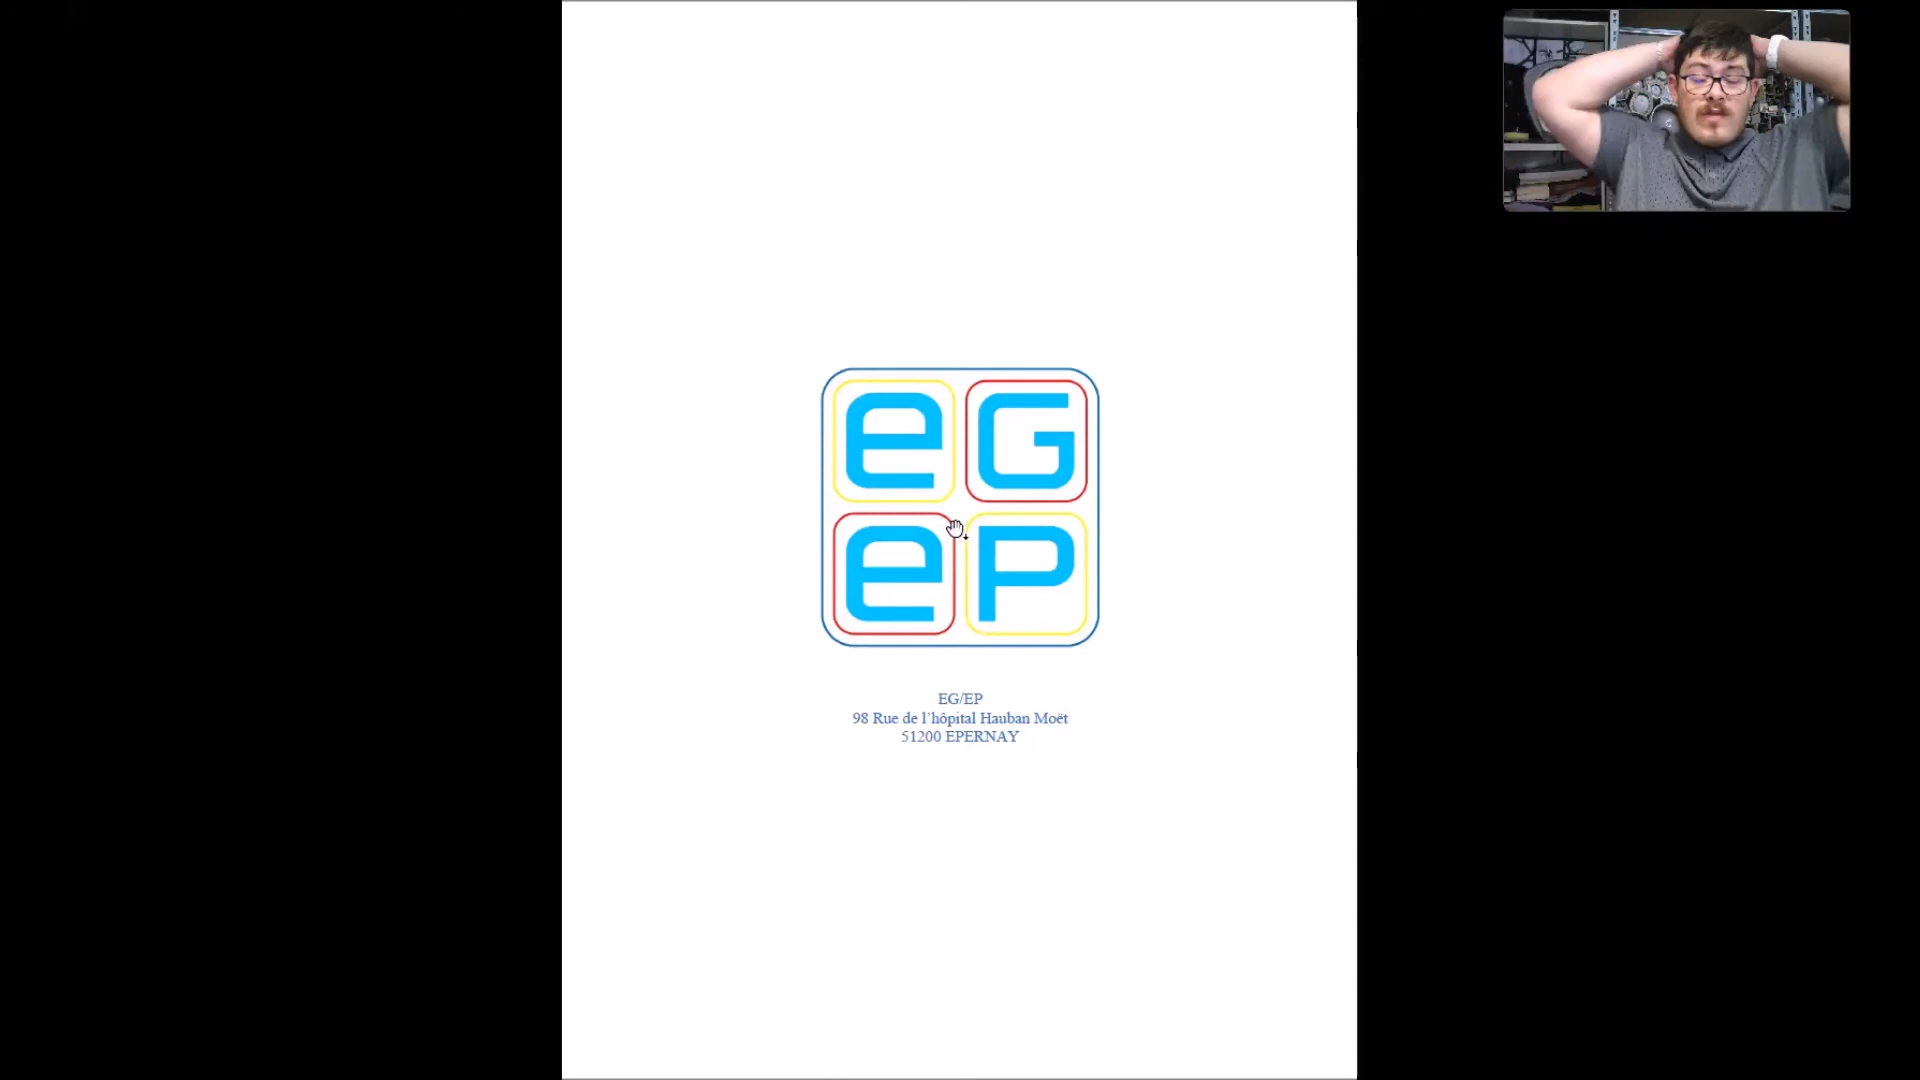 eG
eP
EG/EP
98 Rue de l’hôpital Hauban Moët
51200 EPERNAY